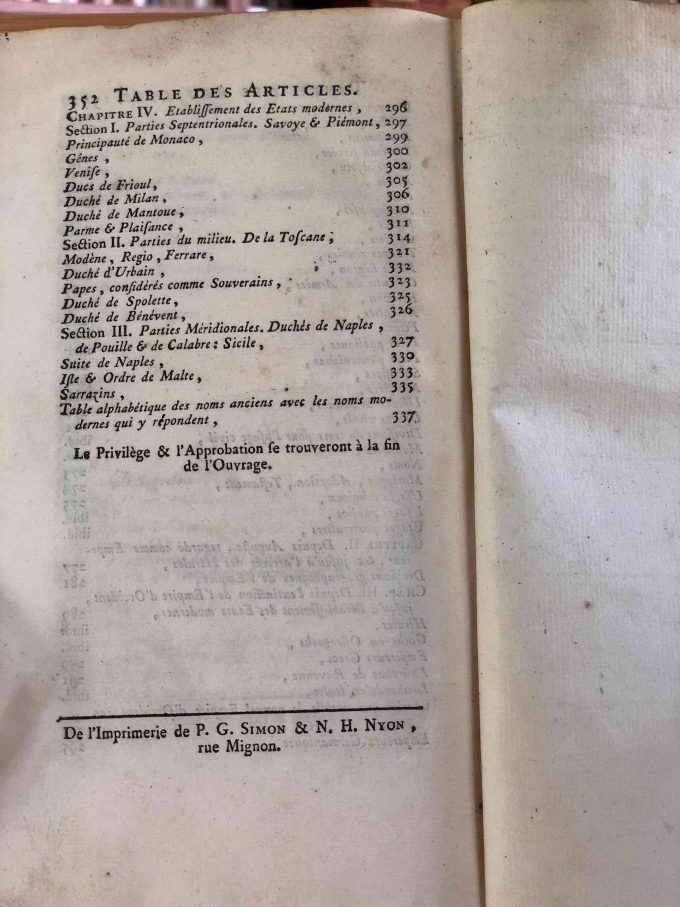 352 TABLE DES ARTICLES.
CHAPITRE IV. Etabliſſement des Etats modernes, 296
Section I. Parties Septentrionales. Savoye & Piémont, 297
Principauté de Monaco, 299
Gênes, 300
Veniſe, 302
Ducs de Frioul, 305
Duché de Milan, 306
Duché de Mantoue, 310
Parme & Plaiſance, 311
Section II. Parties du milieu. De la Toſcane, 314
Modène, Regio, Ferrare, 321
Duché d'Urbain, 332
Papes, conſidérés comme Souverains, 323
Duché de Spolette, 325
Duché de Bénévent, 326
Section III. Parties Méridionales. Duchés de Naples,
de Pouille & de Calabre: Sicile, 327
Suite de Naples, 330
Iſle & Ordre de Malte, 333
Sarrazins, 335
Table alphabétique des noms anciens avec les noms mo-
dernes qui y répondent, 337
Le Privilège & l'Approbation ſe trouveront à la fin
de l'Ouvrage.
De l'Imprimerie de P. G. SIMON & N. H. NYON,
rue Mignon.